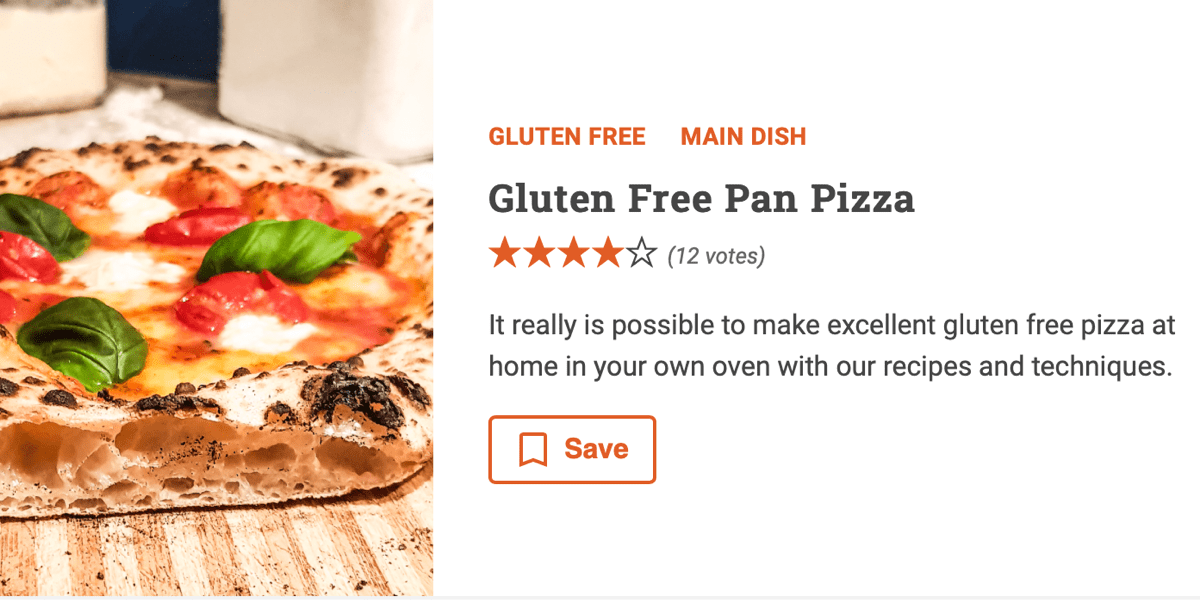 GLUTEN FREE MAIN DISH
Gluten Free Pan Pizza
(12 votes)
It really is possible to make excellent gluten free pizza at
home in your own oven with our recipes and techniques.
Save